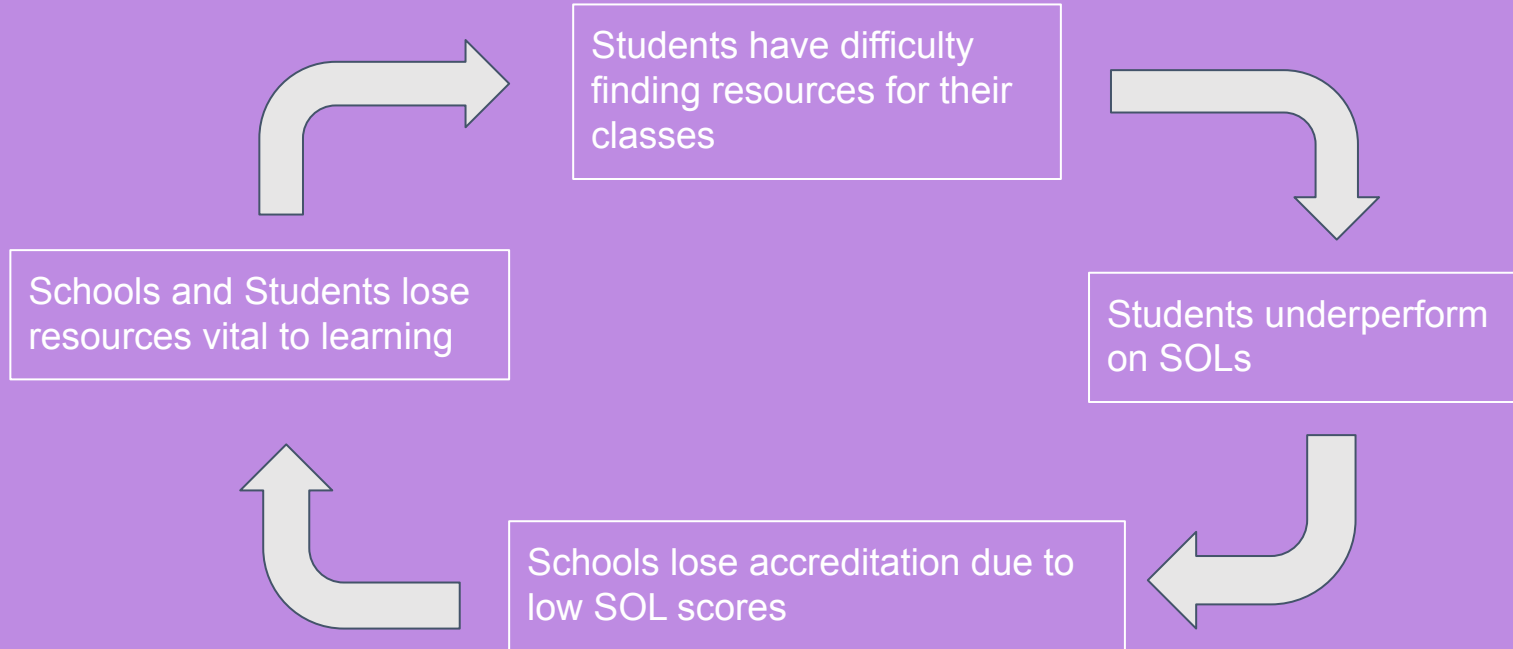 Students have difficulty
finding resources for their
classes
Students underperform
on SOLs
Schools lose accreditation due to
low SOL scores
Schools and Students lose
resources vital to learning